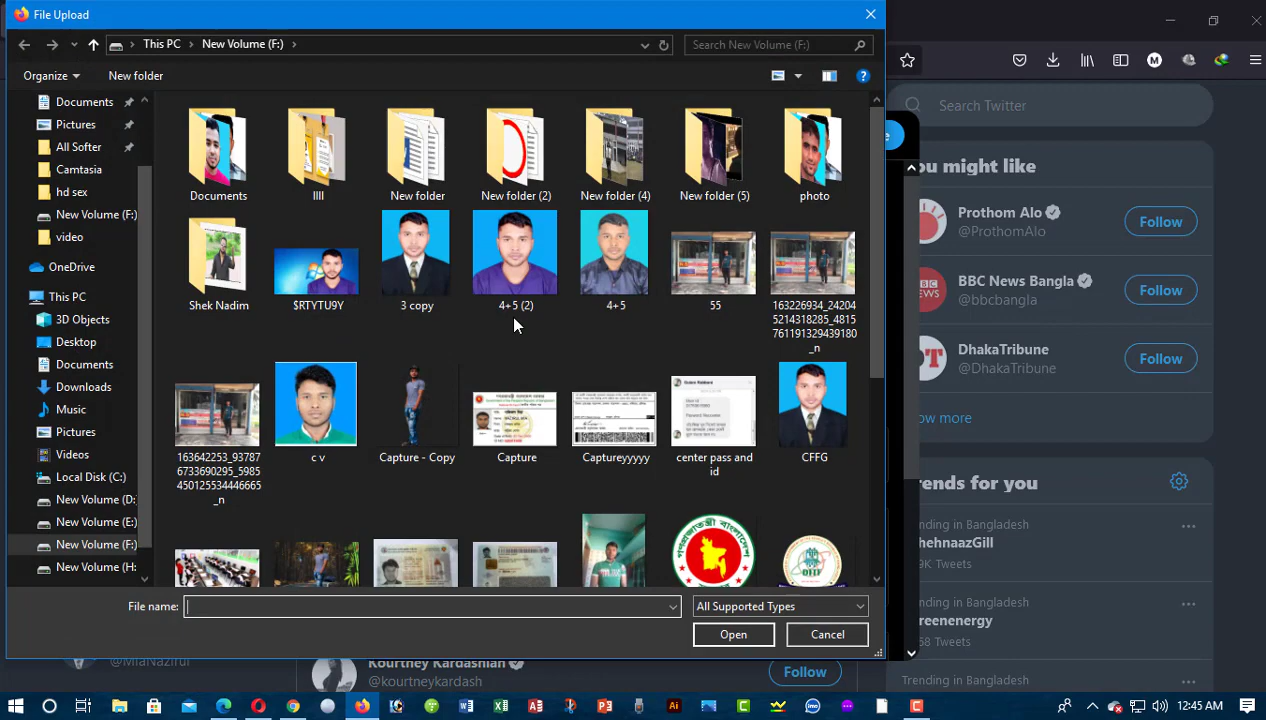 File Upload
This PC
New Volume (F:)
Search New Volume (F:)
Organize
New folder
Documents
Pictures
All Softer
Camtasia
hd sex
New Volume (F:)
video
OneDrive
This PC
3D Objects
Desktop
Documents
Downloads
Music
Pictures
Videos
Local Disk (C:)
New Volume (D:
New Volume (E:)
New Volume (F:)
New Volume (H:
Documents
llll
New folder
New folder (2)
New folder (4)
New folder (5)
photo
Shek Nadim
$RTYTU9Y
3 copy
4+5 (2)
4+5
55
163226934_24204
5214318285_4815
761191329439180
_n
163642253_93787
6733690295_5985
450125534446665
_n
c v
Capture - Copy
Capture
Captureyyyyy
center pass and
id
CFFG
File name:
All Supported Types
Open
Cancel
Search Twitter
ou might like
Prothom Alo
@ProthomAlo
Follow
BBC News Bangla
@bbcbangla
Follow
DhakaTribune
@DhakaTribune
Follow
ow more
rends for you
nding in Bangladesh
hehnaazGill
9K Tweets
ending in Bangladesh
reenenergy
58 Tweets
ending in Bangladesh
@MiaNazirul
Kourtney Kardashian
@kourtneykardash
Follow
12:45 AM